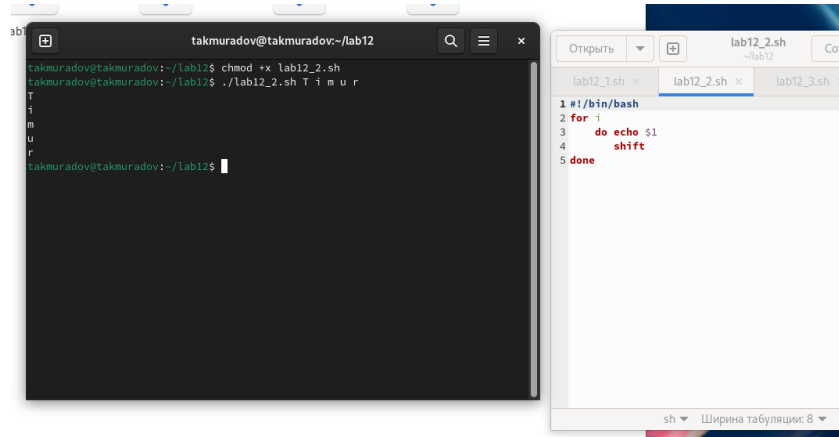 takmuradov@takmuradov:~/lab12
takmuradov@takmuradov:~/lab12$ chmod +x lab12_2.sh
takmuradov@takmuradov:~/lab12$ ./lab12_2.sh T i m u r
T
i
m
u
r
takmuradov@takmuradov:~/lab12$
Открыть
lab12_2.sh
~/lab12
lab12_1.sh
lab12_2.sh
lab12_3.sh
1 #!/bin/bash
2 for i
3 do echo $1
4 shift
5 done
sh
Ширина табуляции: 8